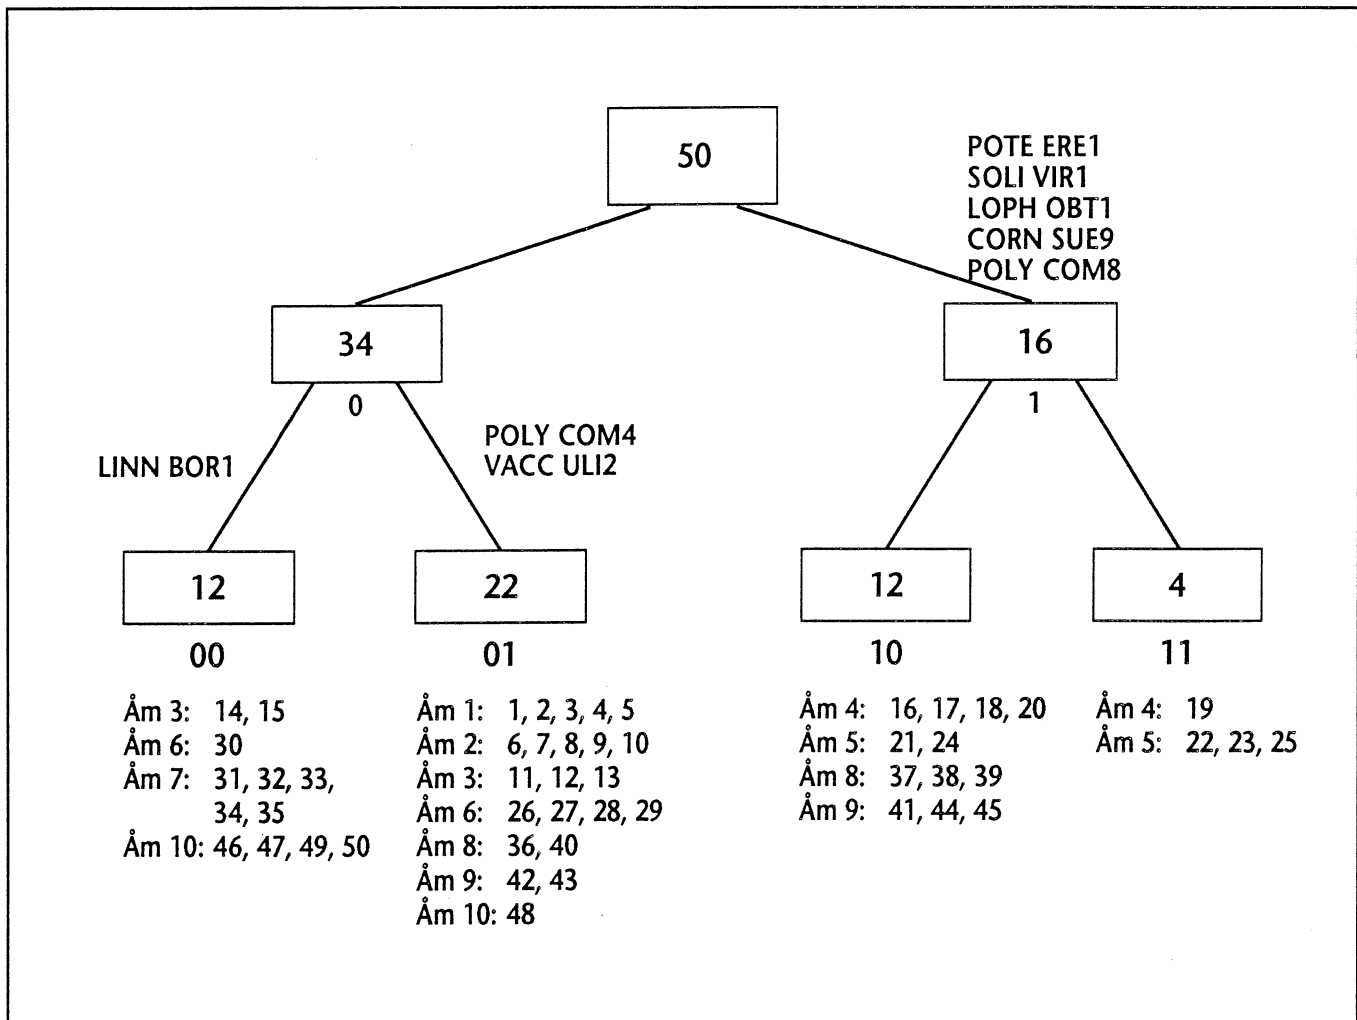 50
POTE ERE1
SOLI VIR1
LOPH OBT1
CORN SUE9
POLY COM8
34
0
16
1
LINN BOR1
POLY COM4
VACC ULI2
12
00
22
01
12
10
4
11
Åm 3: 14, 15
Åm 6: 30
Åm 7: 31, 32, 33,
34, 35
Åm 10: 46, 47, 49, 50
Åm 1: 1, 2, 3, 4, 5
Åm 2: 6, 7, 8, 9, 10
Åm 3: 11, 12, 13
Åm 6: 26, 27, 28, 29
Åm 8: 36, 40
Åm 9: 42, 43
Åm 10: 48
Åm 4: 16, 17, 18, 20
Åm 5: 21, 24
Åm 8: 37, 38, 39
Åm 9: 41, 44, 45
Åm 4: 19
Åm 5: 22, 23, 25